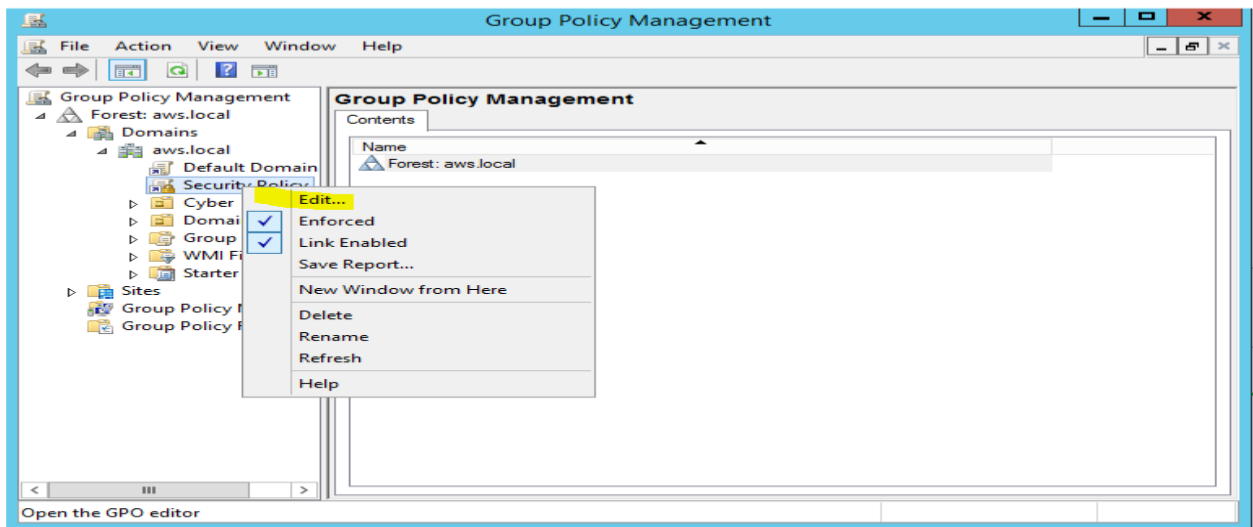 Group Policy Management
File Action View Window Help
Group Policy Management
Forest: aws.local
Domains
aws.local
Default Domain
Security Policy
Cyber
Domai
Group
WMI Fi
Starter
Sites
Group Policy
Group Policy
Edit...
Enforced
Link Enabled
Save Report...
New Window from Here
Delete
Rename
Refresh
Help
Group Policy Management
Contents
Name
Forest: aws.local
Open the GPO editor